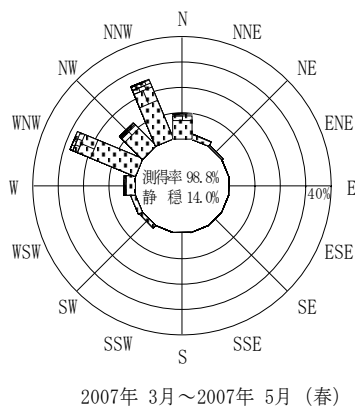 N
NNW
NNE
NW
NE
WNW
ENE
測得率 98.8%
静 穏 14.0%
W
40%
E
WSW
ESE
SW
SE
SSW
SSE
S
2007年 3月～2007年 5月 (春)